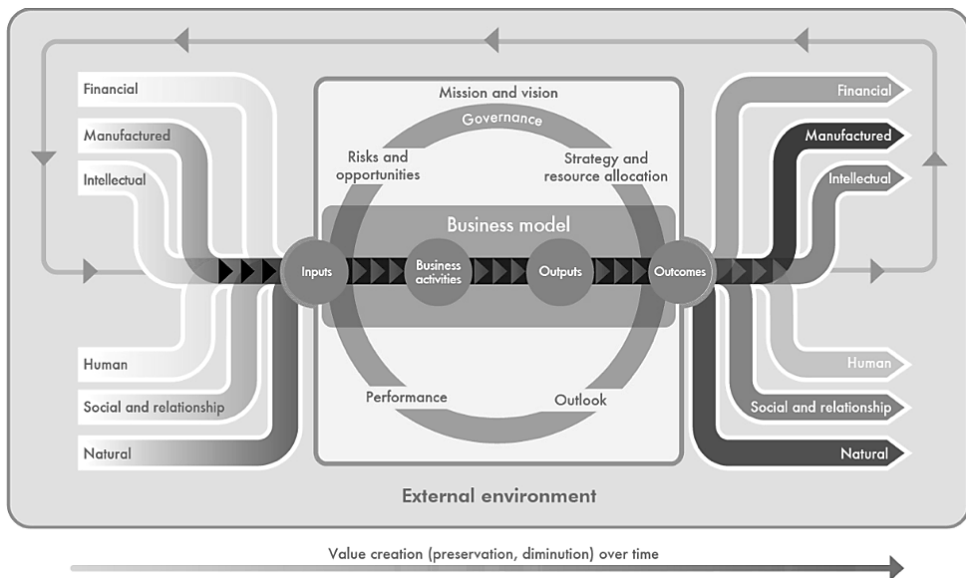 Financial
Manufactured
Intellectual
Human
Social and relationship
Natural
Mission and vision
Governance
Risks and
opportunities
Strategy and
resource allocation
Business model
Inputs
Business
activities
Outputs
Outcomes
Performance
Outlook
Financial
Manufactured
Intellectual
Human
Social and relationship
Natural
External environment
Value creation (preservation, diminution) over time